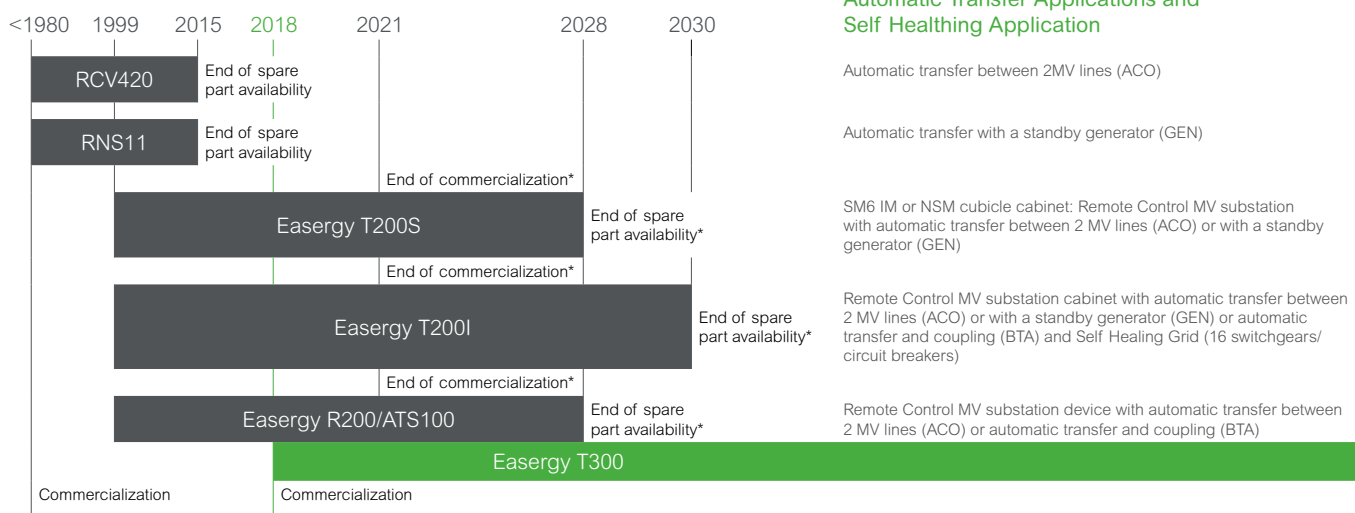 Automatic Transfer Applications and
Self Healthing Application
<1980 1999 2015 2018 2021 2028 2030
RCV420
End of spare
part availability
Automatic transfer between 2MV lines (ACO)
RNS11
End of spare
part availability
Automatic transfer with a standby generator (GEN)
End of commercialization*
Easergy T200S
End of spare
part availability*
SM6 IM or NSM cubicle cabinet: Remote Control MV substation
with automatic transfer between 2 MV lines (ACO) or with a standby
generator (GEN)
End of commercialization*
Easergy T200I
End of spare
part availability*
Remote Control MV substation cabinet with automatic transfer between
2 MV lines (ACO) or with a standby generator (GEN) or automatic
transfer and coupling (BTA) and Self Healing Grid (16 switchgears/
circuit breakers)
End of commercialization*
Easergy R200/ATS100
End of spare
part availability*
Remote Control MV substation device with automatic transfer between
2 MV lines (ACO) or automatic transfer and coupling (BTA)
Easergy T300
Commercialization
Commercialization